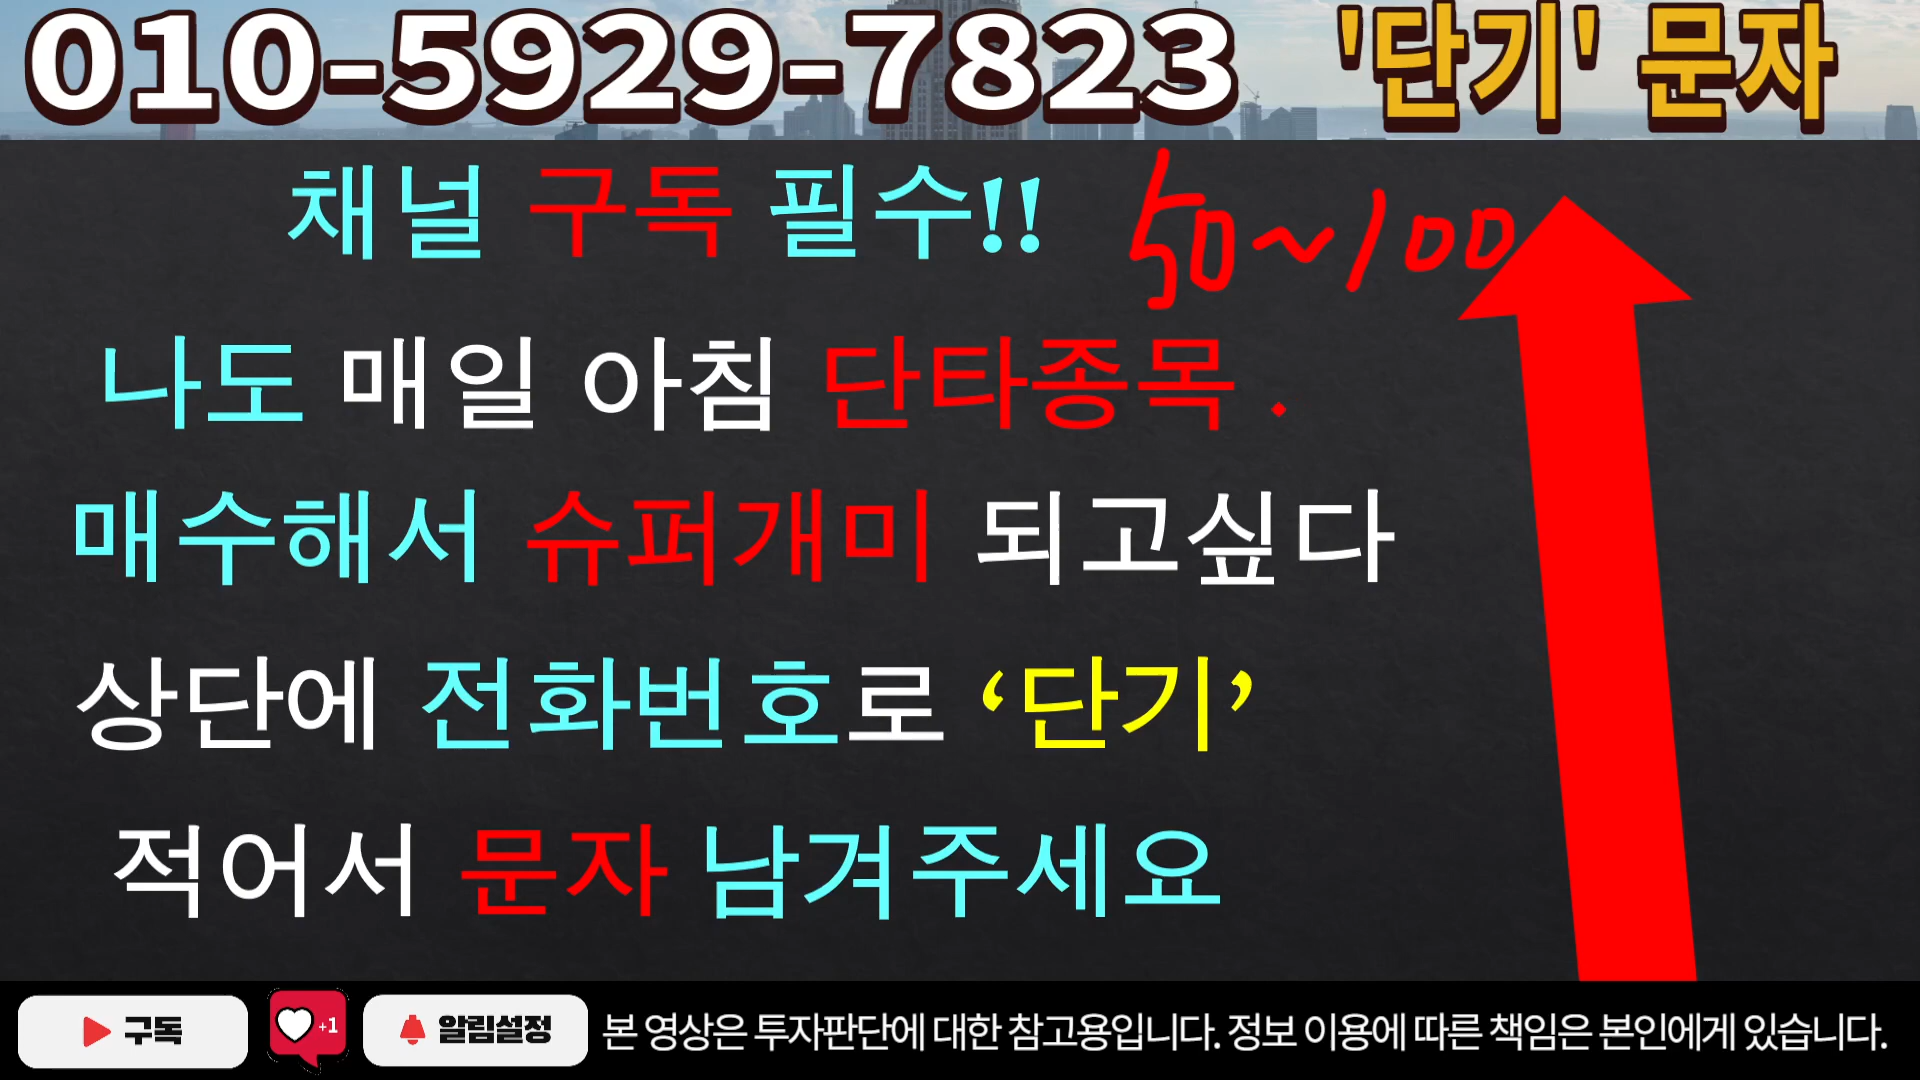 010-5929-7823 '단기' 문자
채널 구독 필수!! 50~100
나도 매일 아침 단타종목.
매수해서 슈퍼개미 되고싶다
상단에 전화번호로 ‘단기’
적어서 문자 남겨주세요
구독 +1 알림설정 본 영상은 투자판단에 대한 참고용입니다. 정보 이용에 따른 책임은 본인에게 있습니다.